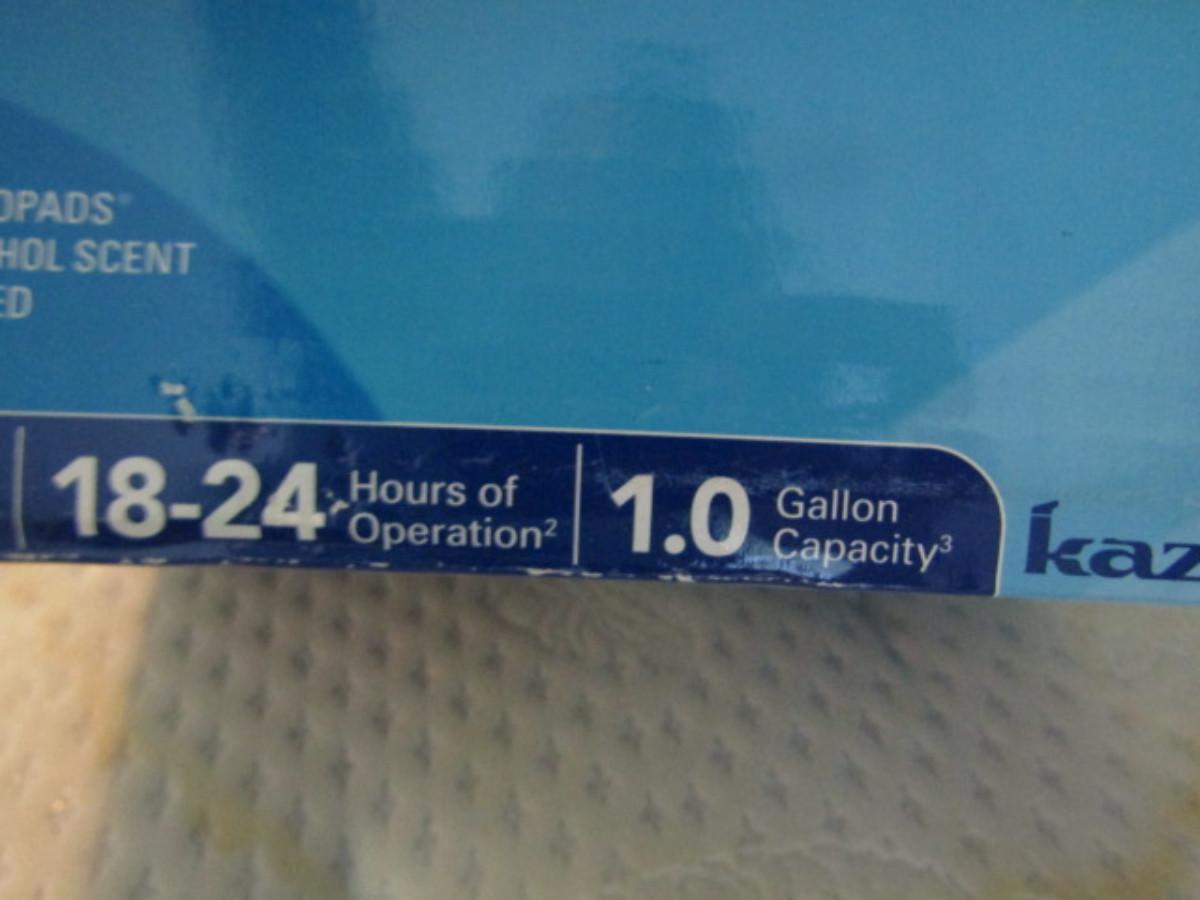 OPADS®
HOL SCENT
ED
18-24 Hours of
Operation²
1.0 Gallon
Capacity³
kaz